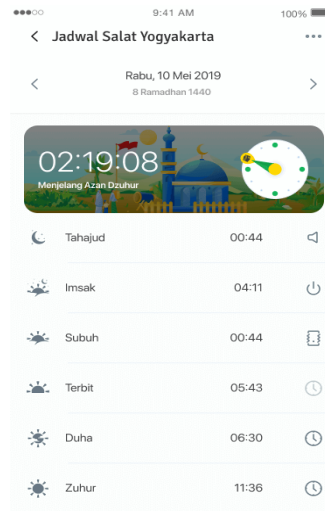 9:41 AM
100%
Jadwal Salat Yogyakarta
Rabu, 10 Mei 2019
8 Ramadhan 1440
02:19:08
Menjelang Azan Dzuhur
Tahajud 00:44
Imsak 04:11
Subuh 00:44
Terbit 05:43
Duha 06:30
Zuhur 11:36